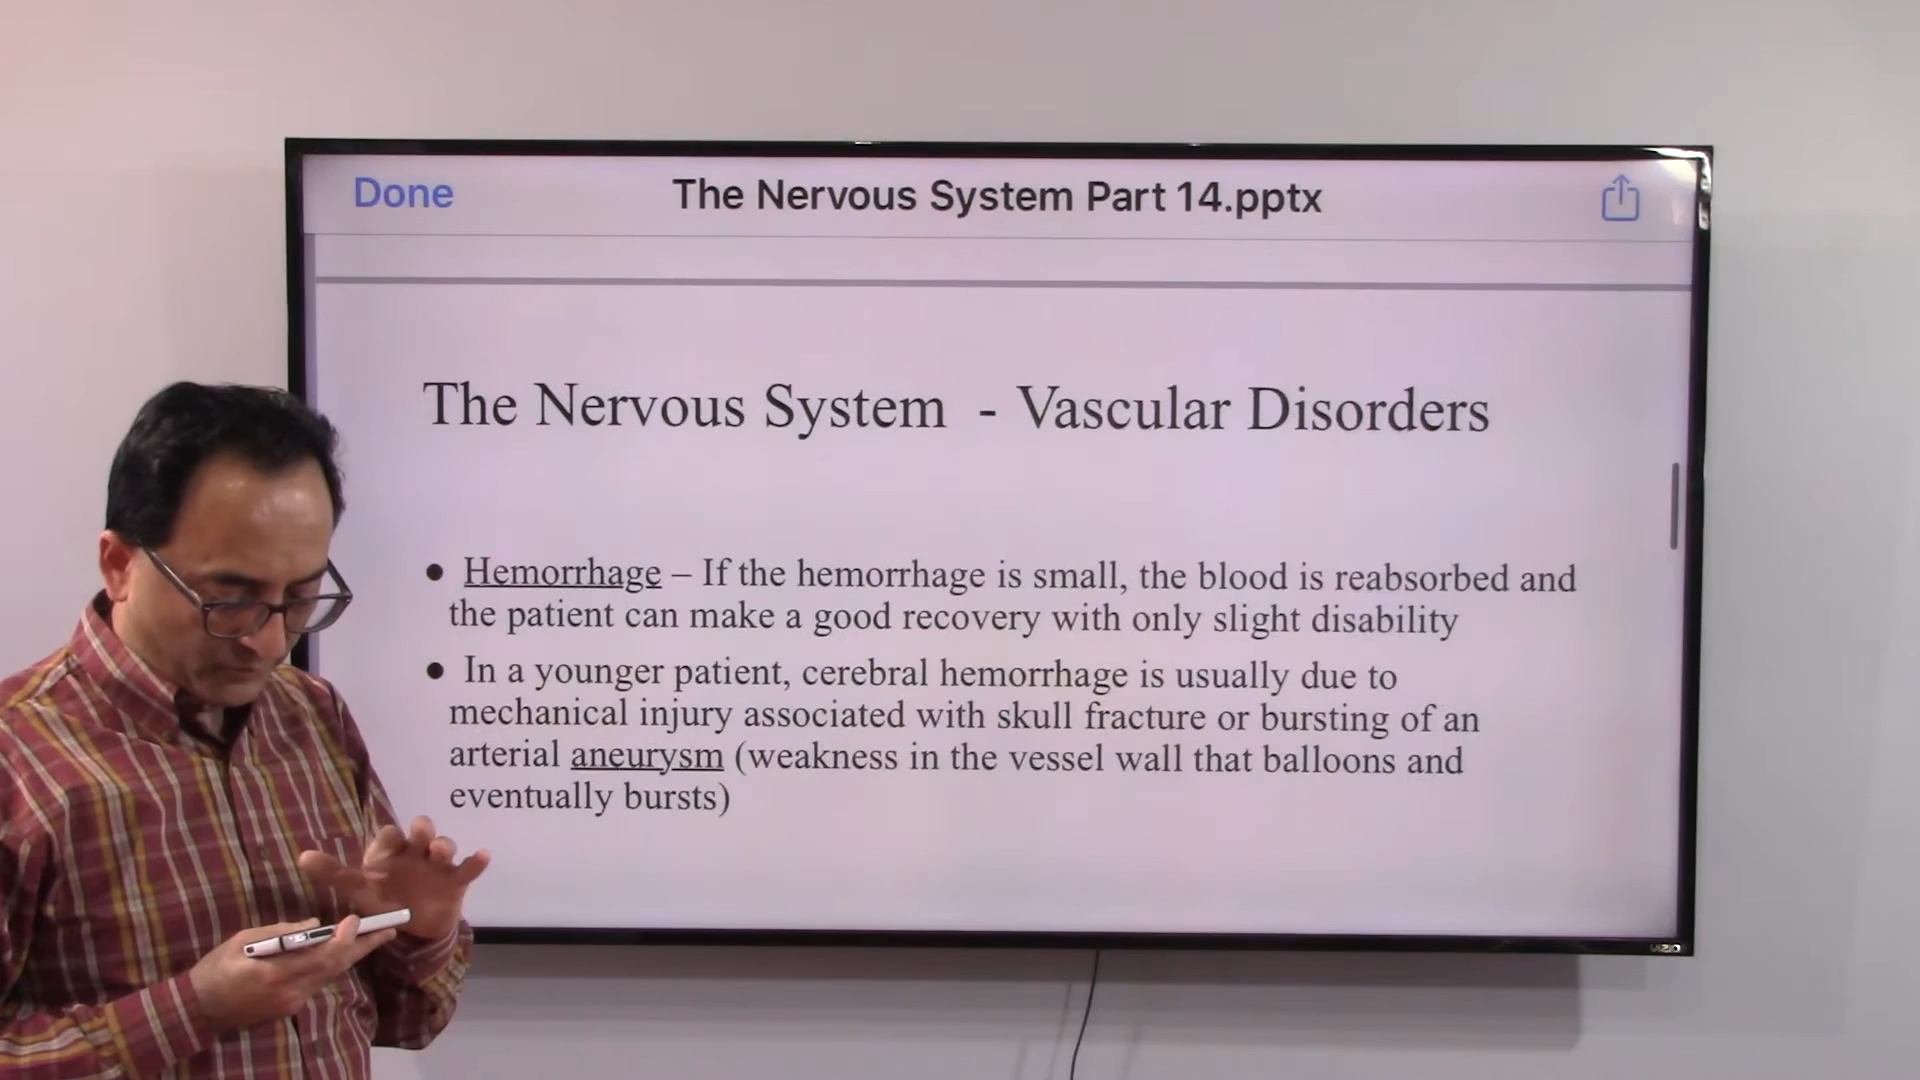 Done
The Nervous System Part 14.pptx
The Nervous System - Vascular Disorders
● Hemorrhage – If the hemorrhage is small, the blood is reabsorbed and
the patient can make a good recovery with only slight disability
● In a younger patient, cerebral hemorrhage is usually due to
mechanical injury associated with skull fracture or bursting of an
arterial aneurysm (weakness in the vessel wall that balloons and
eventually bursts)
VIZIO